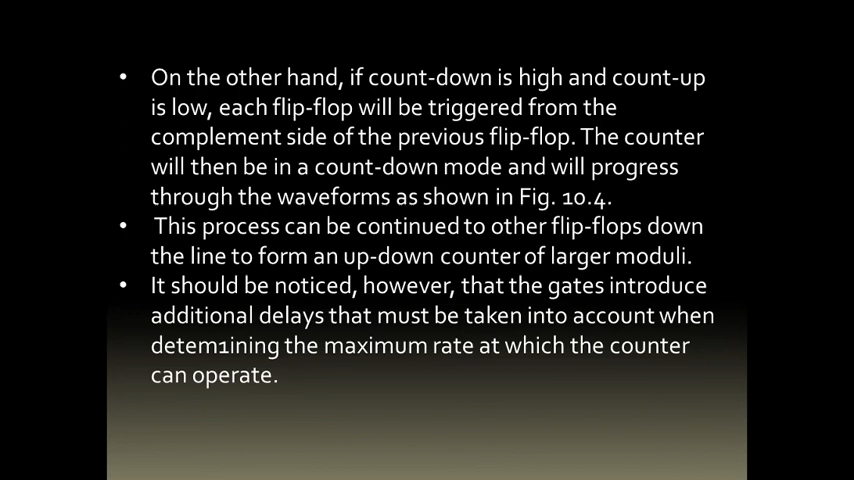 • On the other hand, if count-down is high and count-up
is low, each flip-flop will be triggered from the
complement side of the previous flip-flop. The counter
will then be in a count-down mode and will progress
through the waveforms as shown in Fig. 10.4.
• This process can be continued to other flip-flops down
the line to form an up-down counter of larger moduli.
• It should be noticed, however, that the gates introduce
additional delays that must be taken into account when
detem1ining the maximum rate at which the counter
can operate.